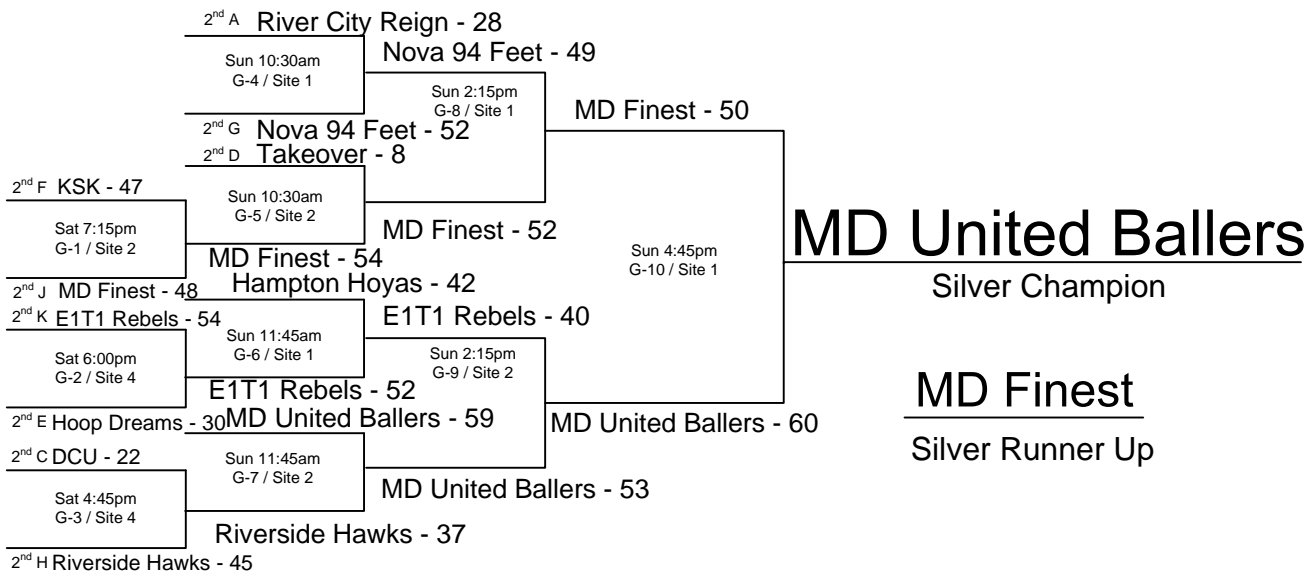 2nd A River City Reign - 28
Sun 10:30am
G-4 / Site 1
Nova 94 Feet - 49
2nd G Nova 94 Feet - 52
Sun 2:15pm
G-8 / Site 1
MD Finest - 50
2nd D Takeover - 8
2nd F KSK - 47
Sat 7:15pm
G-1 / Site 2
Sun 10:30am
G-5 / Site 2
MD Finest - 52
MD Finest - 54
2nd J MD Finest - 48
Sun 4:45pm
G-10 / Site 1
MD United Ballers
Silver Champion
Hampton Hoyas - 42
2nd K E1T1 Rebels - 54
Sat 6:00pm
G-2 / Site 4
Sun 11:45am
G-6 / Site 1
E1T1 Rebels - 40
E1T1 Rebels - 52
2nd E Hoop Dreams - 30
Sun 2:15pm
G-9 / Site 2
MD United Ballers - 60
MD Finest
Silver Runner Up
MD United Ballers - 59
2nd C DCU - 22
Sat 4:45pm
G-3 / Site 4
Sun 11:45am
G-7 / Site 2
MD United Ballers - 53
Riverside Hawks - 37
2nd H Riverside Hawks - 45